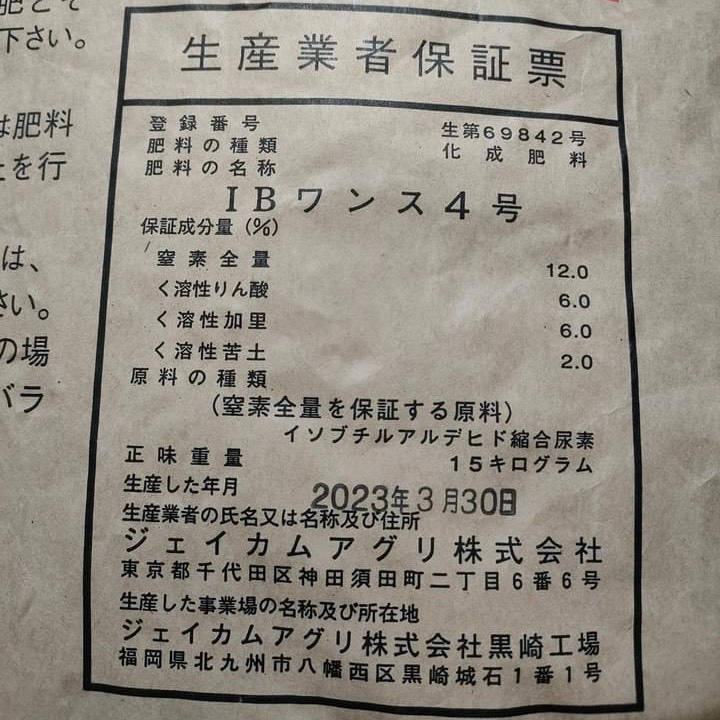 肥とそ
下さい。
は肥料
を行
は、
さい。
の場
バラ
生産業者保証票
登録番号 生第69842号
肥料の種類 化成肥料
肥料の名称
IBワンス4号
保証成分量(%)
窒素全量 12.0
く溶性りん酸 6.0
く溶性加里 6.0
く溶性苦土 2.0
原料の種類
(窒素全量を保証する原料)
イソブチルアルデヒド縮合尿素
正味重量 15キログラム
生産した年月 2023年3月30日
生産業者の氏名又は名称及び住所
ジェイカムアグリ株式会社
東京都千代田区神田須田町二丁目6番6号
生産した事業場の名称及び所在地
ジェイカムアグリ株式会社黒崎工場
福岡県北九州市八幡西区黒崎城石1番1号